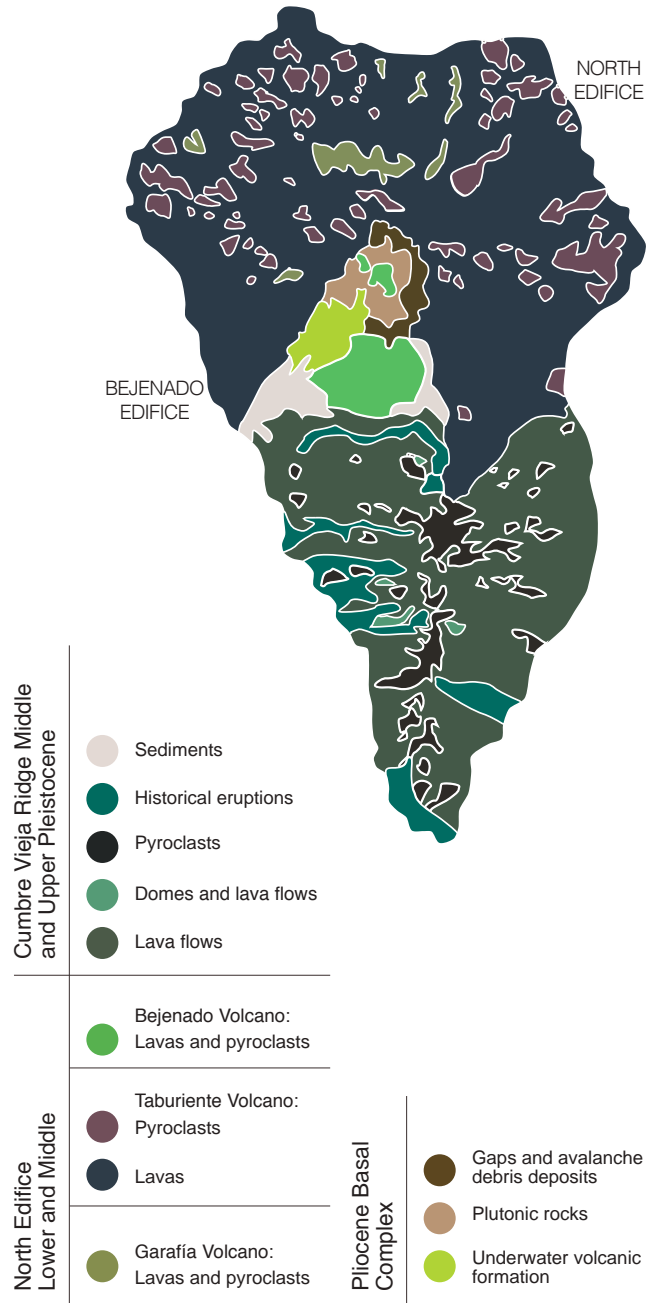 NORTH
EDIFICE
BEJENADO
EDIFICE
Cumbre Vieja Ridge Middle
and Upper Pleistocene
Sediments
Historical eruptions
Pyroclasts
Domes and lava flows
Lava flows
North Edifice
Lower and Middle
Bejenado Volcano:
Lavas and pyroclasts
Taburiente Volcano:
Pyroclasts
Lavas
Garafía Volcano:
Lavas and pyroclasts
Pliocene Basal
Complex
Gaps and avalanche
debris deposits
Plutonic rocks
Underwater volcanic
formation